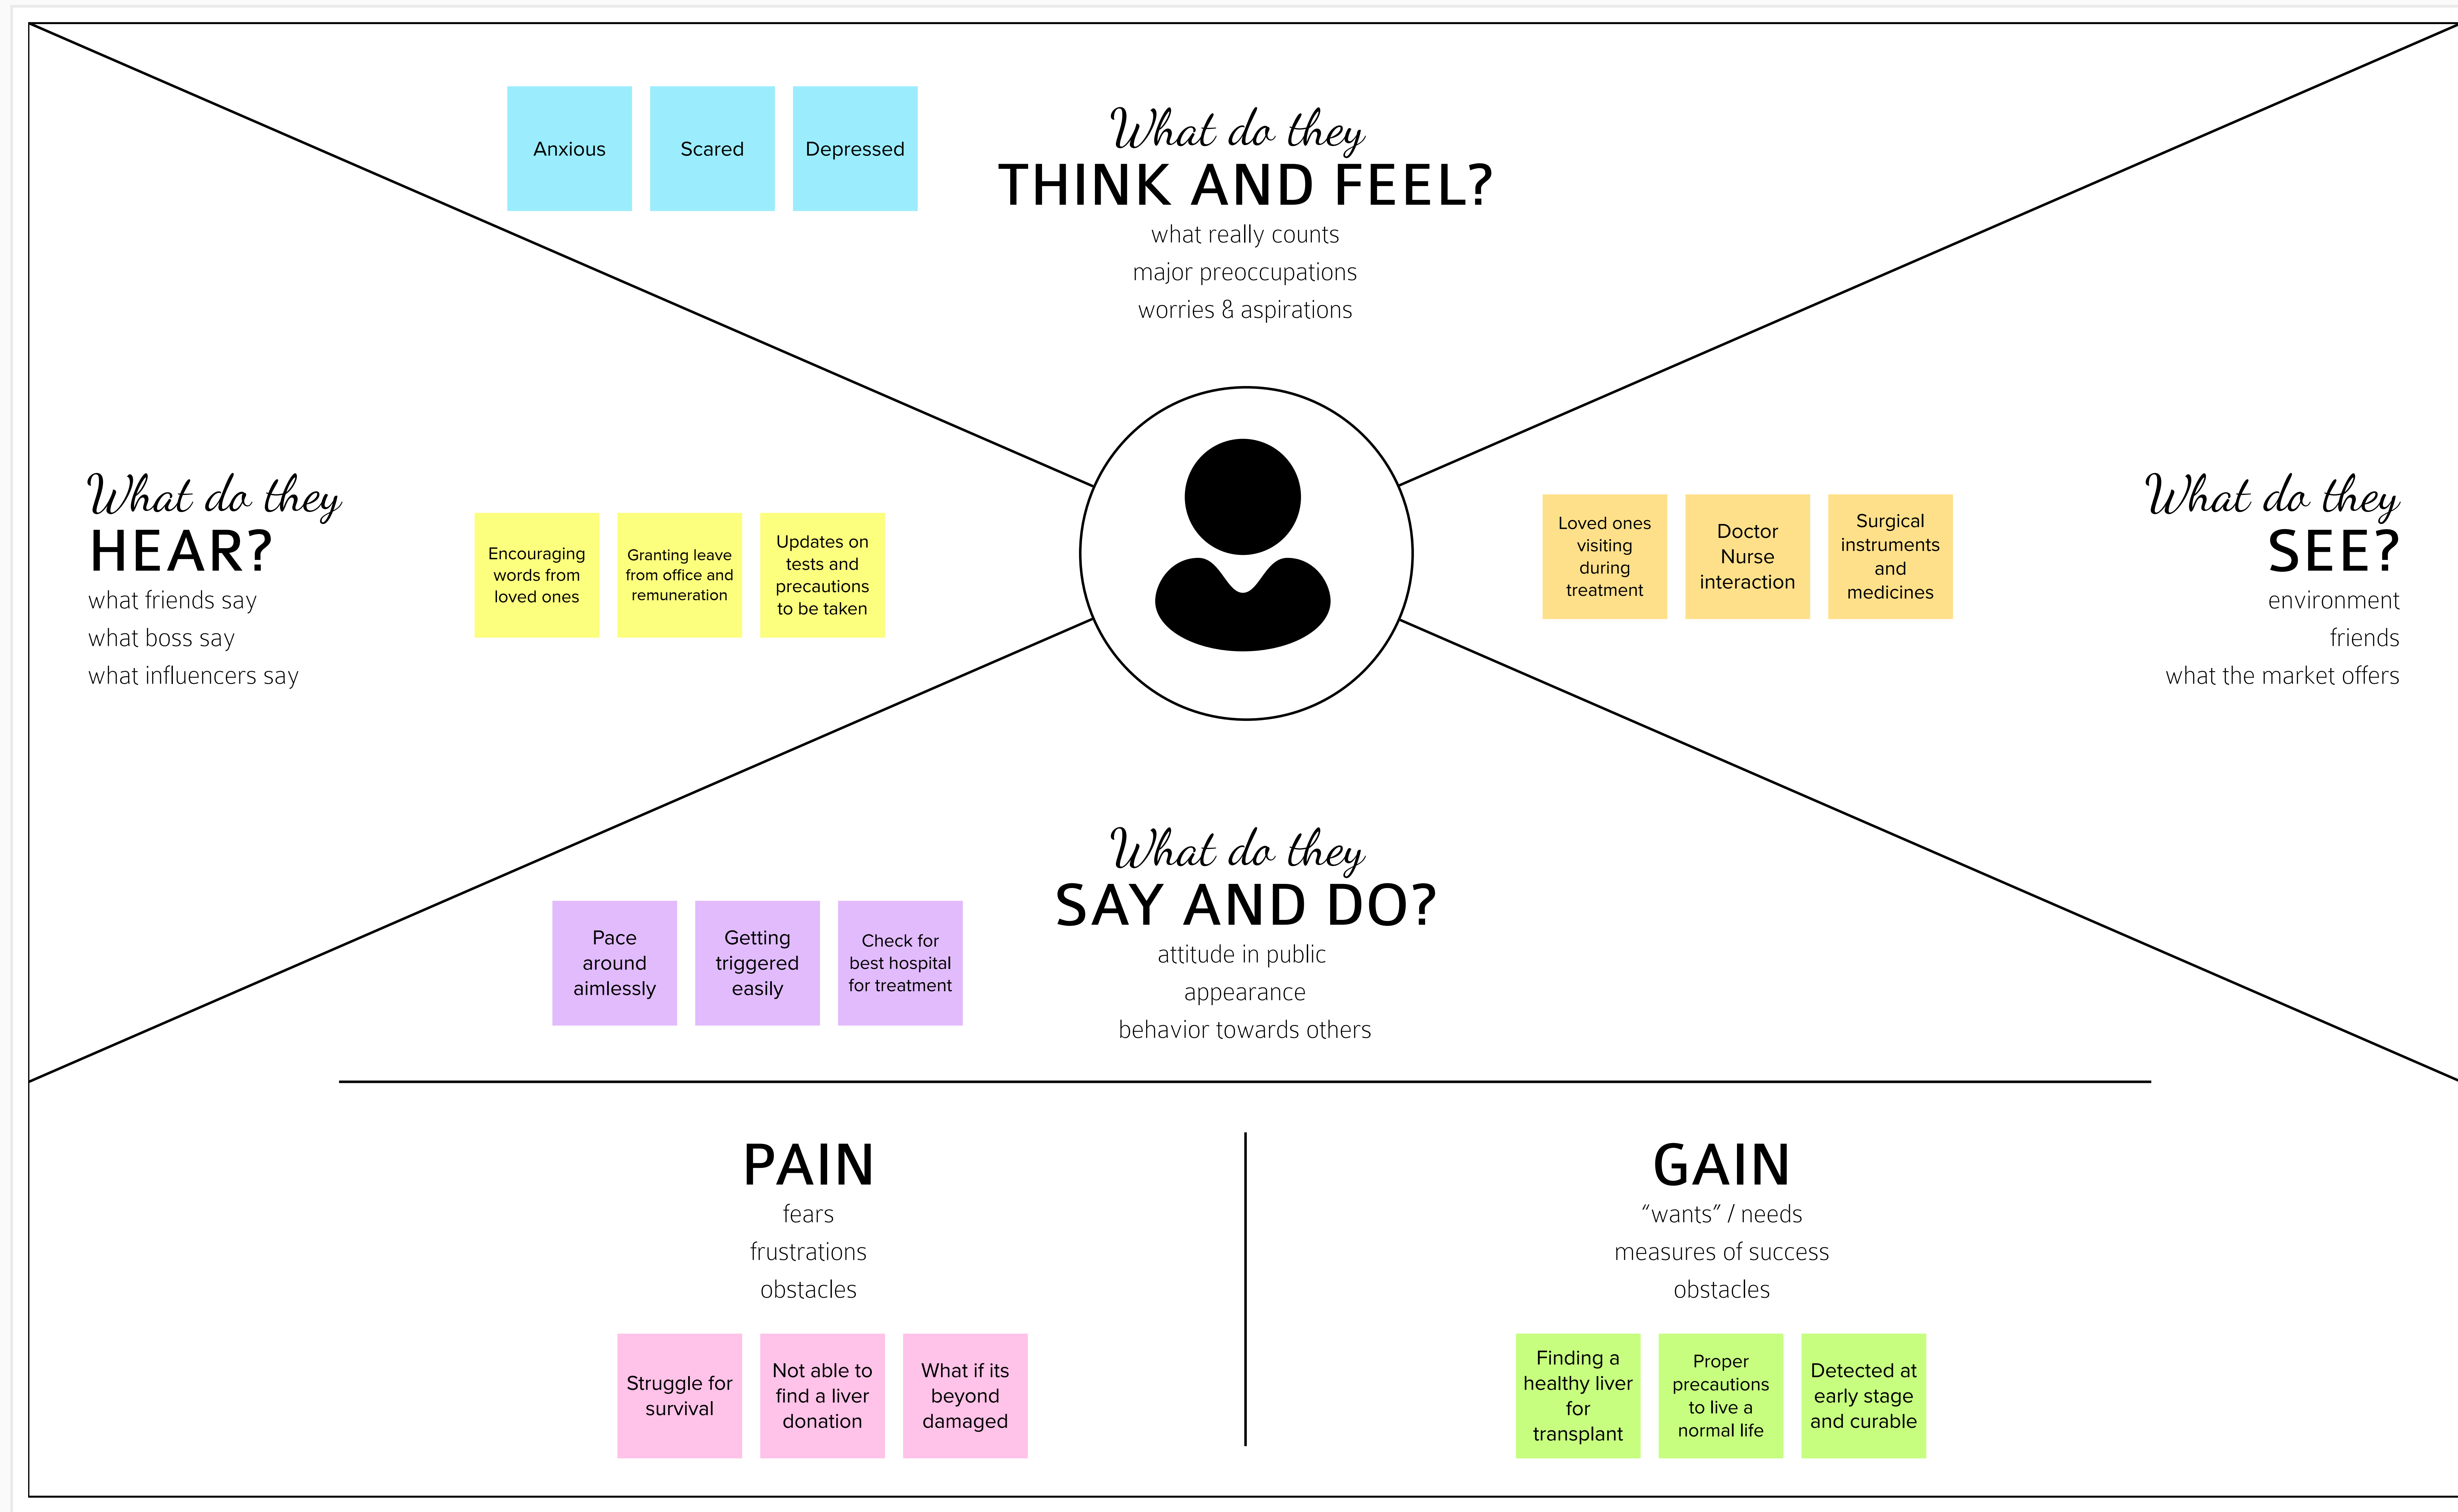 Anxious
Scared
Depressed
What do they
THINK AND FEEL?
what really counts
major preoccupations
worries & aspirations
What do they
HEAR?
what friends say
what boss say
what influencers say
Encouraging
words from
loved ones
Granting leave
from office and
remuneration
Updates on
tests and
precautions
to be taken
Loved ones
visiting
during
treatment
Doctor
Nurse
interaction
Surgical
instruments
and
medicines
What do they
SEE?
environment
friends
what the market offers
What do they
SAY AND DO?
attitude in public
appearance
behavior towards others
Pace
around
aimlessly
Getting
triggered
easily
Check for
best hospital
for treatment
PAIN
fears
frustrations
obstacles
Struggle for
survival
Not able to
find a liver
donation
What if its
beyond
damaged
GAIN
“wants” / needs
measures of success
obstacles
Finding a
healthy liver
for
transplant
Proper
precautions
to live a
normal life
Detected at
early stage
and curable